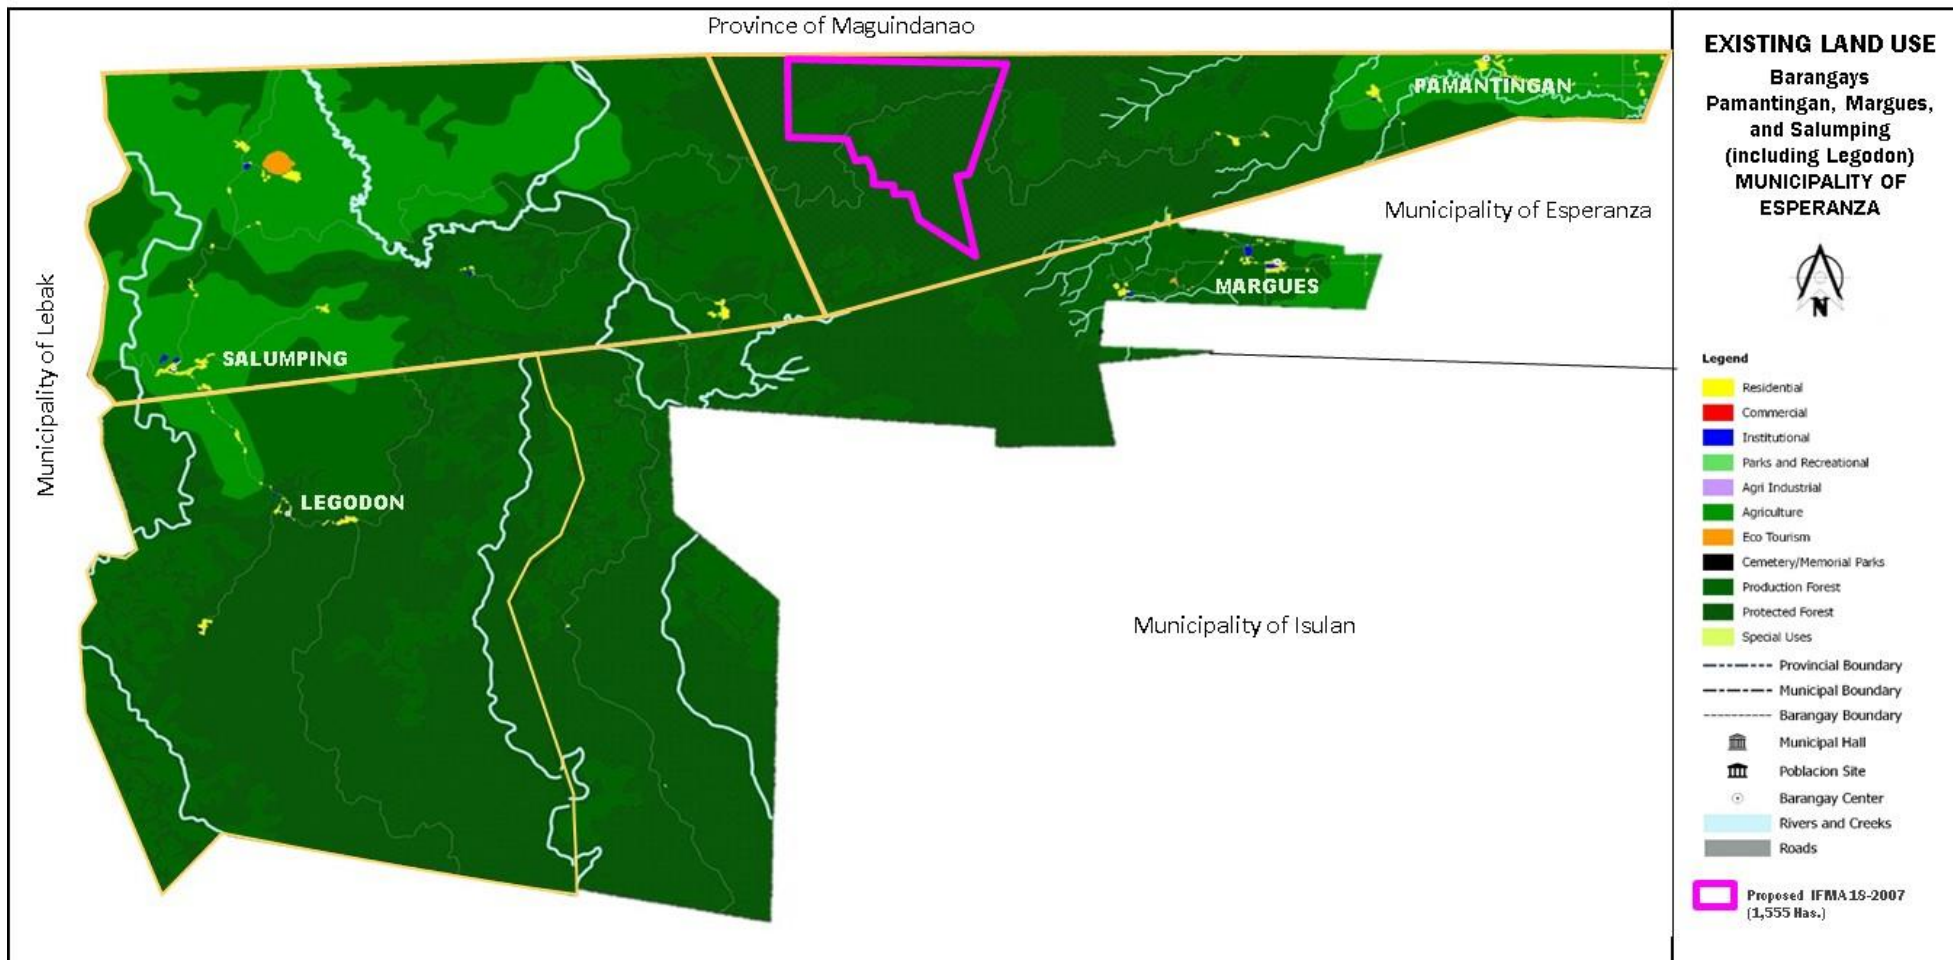 Province of Maguindanao
PAMANTINGAN
Municipality of Esperanza
MARGUES
Municipality of Lebak
SALUMPING
LEGODON
Municipality of Isulan
EXISTING LAND USE
Barangays
Pamantingan, Margues,
and Salumping
(including Legodon)
MUNICIPALITY OF
ESPERANZA
N
Legend
Residential
Commercial
Institutional
Parks and Recreational
Agri Industrial
Agriculture
Eco Tourism
Cemetery/Memorial Parks
Production Forest
Protected Forest
Special Uses
Provincial Boundary
Municipal Boundary
Barangay Boundary
Municipal Hall
Poblacion Site
Barangay Center
Rivers and Creeks
Roads
Proposed IFMA 18-2007
(1,555 Has.)